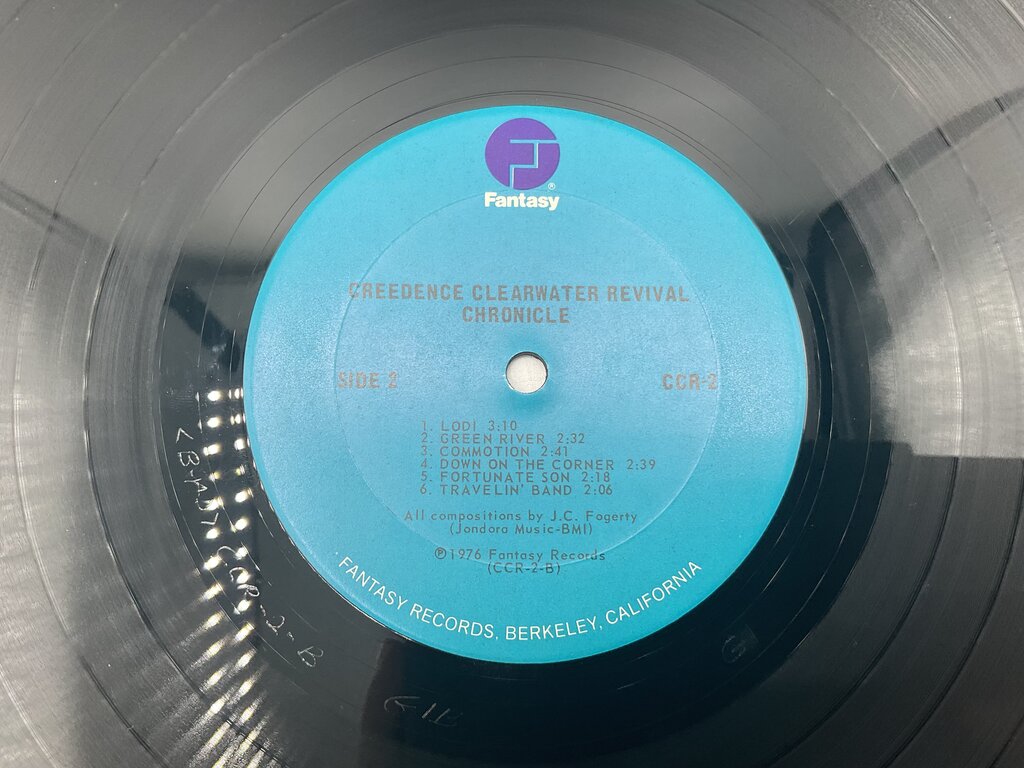 Fantasy®
CREEDENCE CLEARWATER REVIVAL
CHRONICLE
SIDE 2 CCR-2
1. LODI 3:10
2. GREEN RIVER 2:32
3. COMMOTION 2:41
4. DOWN ON THE CORNER 2:39
5. FORTUNATE SON 2:18
6. TRAVELIN' BAND 2:06
All compositions by J.C. Fogerty
(Jondora Music-BMI)
℗1976 Fantasy Records
(CCR-2-B)
FANTASY RECORDS, BERKELEY, CALIFORNIA
CCR-2-B